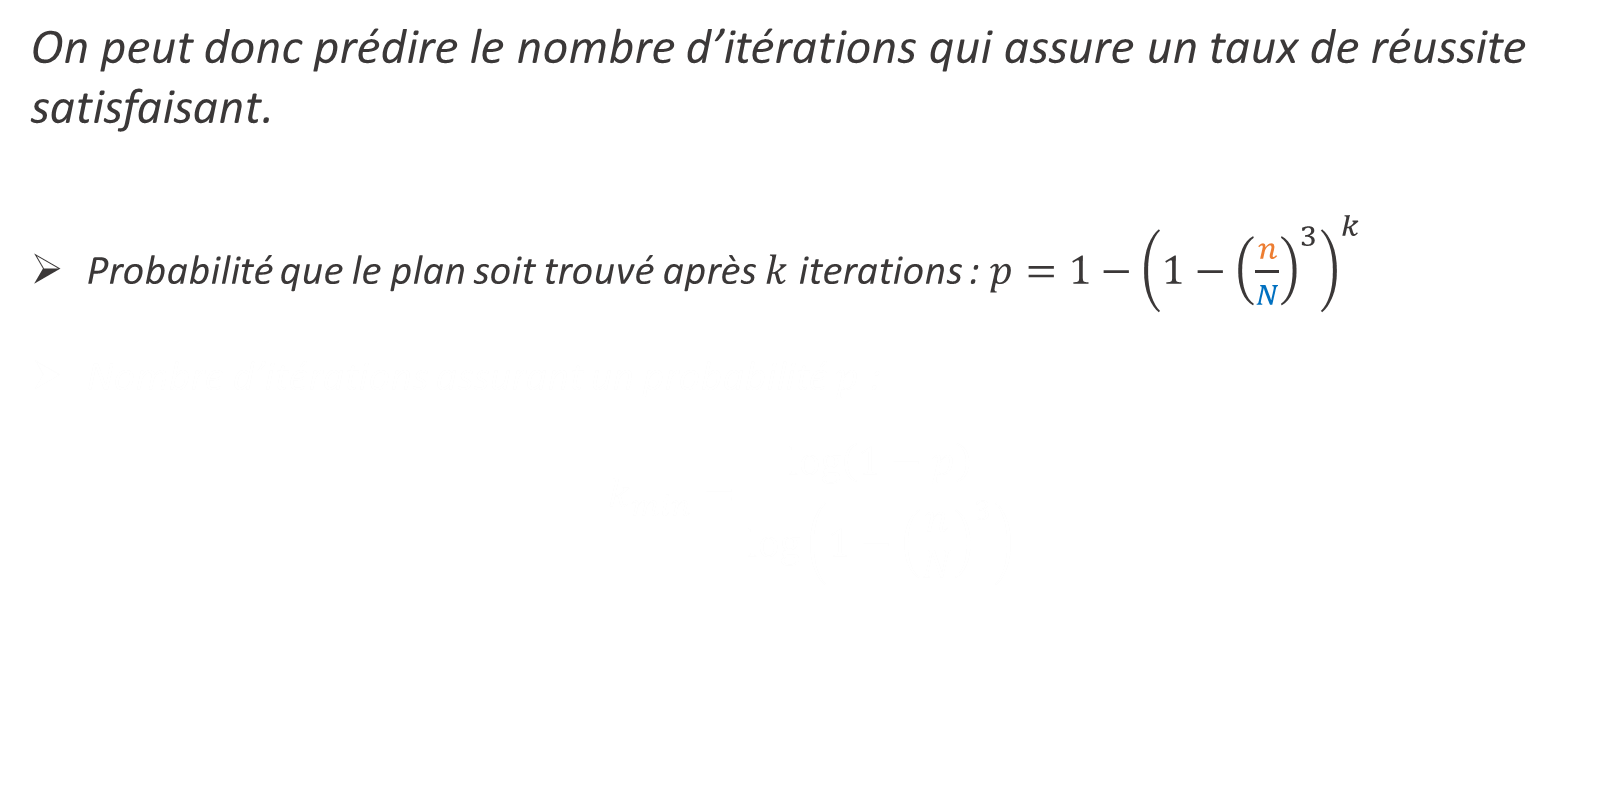 On peut donc prédire le nombre d’itérations qui assure un taux de réussite
satisfaisant.
➢ Probabilité que le plan soit trouvé après k iterations : p = 1 − (1 − (n/N)³)ᵏ